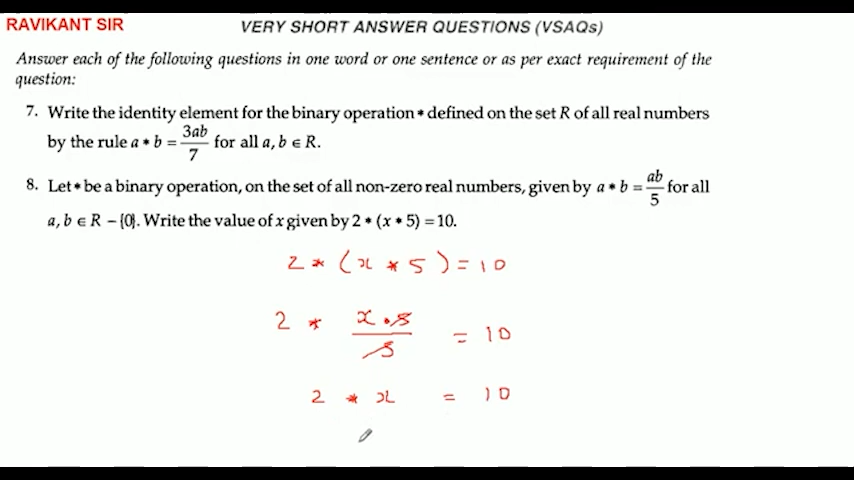 RAVIKANT SIR
VERY SHORT ANSWER QUESTIONS (VSAQs)
Answer each of the following questions in one word or one sentence or as per exact requirement of the
question:
7. Write the identity element for the binary operation * defined on the set R of all real numbers
by the rule a * b = 3ab/7 for all a, b ∈ R.
8. Let * be a binary operation, on the set of all non-zero real numbers, given by a * b = ab/5 for all
a, b ∈ R – {0}. Write the value of x given by 2 * (x * 5) = 10.
2 * (x * 5) = 10
2 * x.5/5 = 10
2 * x = 10